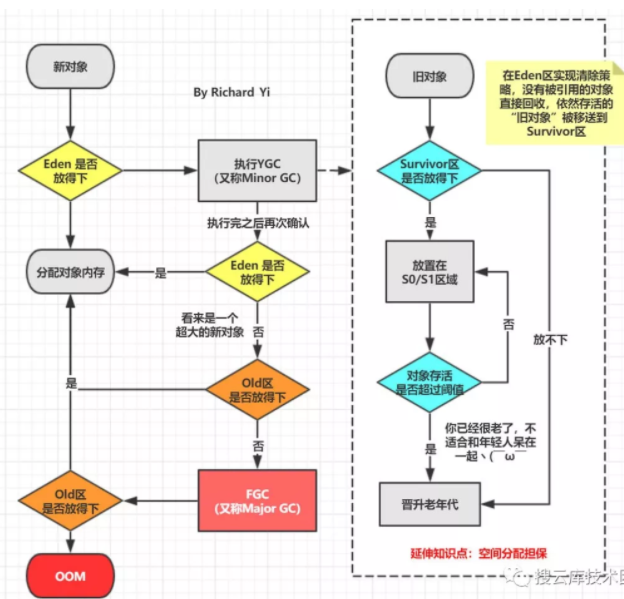 新对象
By Richard Yi
旧对象
在Eden区实现清除策
略，没有被引用的对象
直接回收，依然存活的
“旧对象”被移送到
Survivor区
Eden 是否
放得下
执行YGC
（又称Minor GC）
Survivor区
是否放得下
执行完之后再次确认
是
分配对象内存
是
Eden 是否
放得下
放置在
S0/S1区域
看来是一个
超大的新对象
否
否
放不下
是
Old区
是否放得下
对象存活
是否超过阈值
否
你已经很老了，不
适合和年轻人呆在
一起丶(￣ω￣
是
Old区
是否放得下
FGC
（又称Major GC）
晋升老年代
OOM
延伸知识点：空间分配担保
搜云库技术团